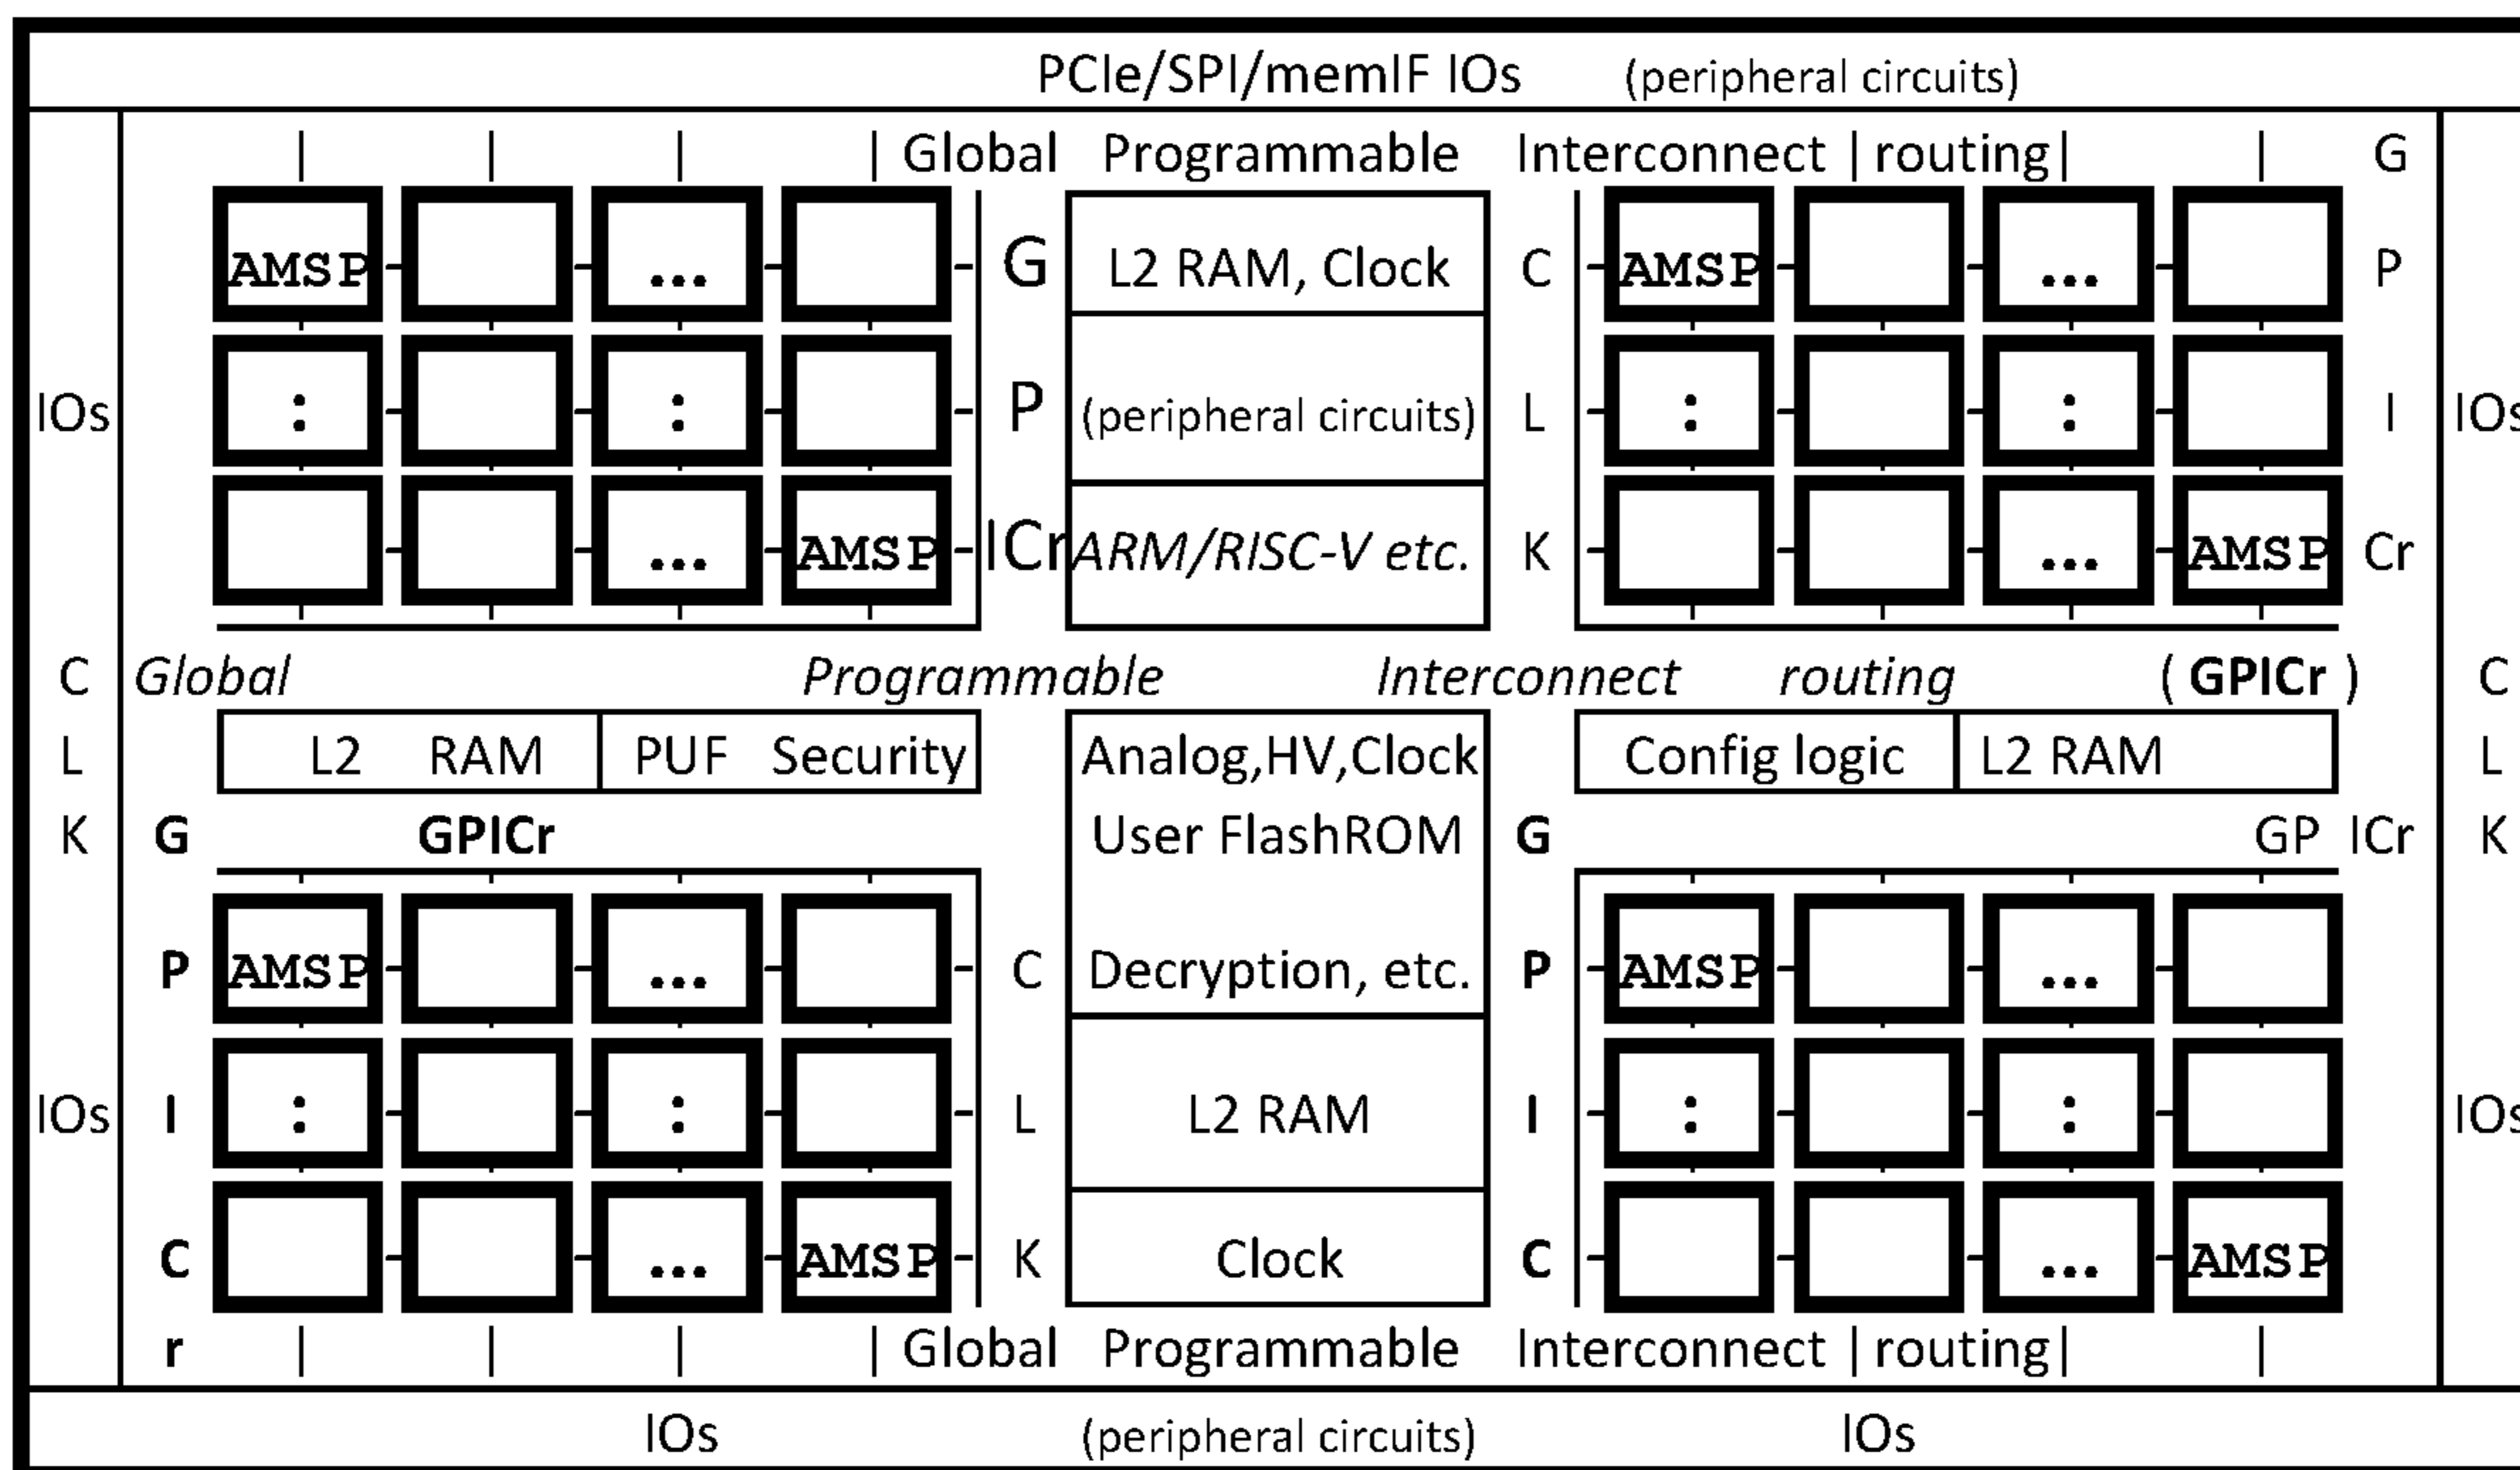 PCIe/SPI/memIF IOs (peripheral circuits)
| | | | Global Programmable Interconnect | routing | | G
AMSP ... G L2 RAM, Clock C AMSP ... P
IOs : : P (peripheral circuits) L : : I IOs
... AMSP ICr ARM/RISC-V etc. K ... AMSP Cr
C Global Programmable Interconnect routing ( GPICr ) C
L L2 RAM PUF Security Analog,HV,Clock Config logic L2 RAM L
K G GPICr User FlashROM G GP ICr K
P AMSP ... C Decryption, etc. P AMSP ...
IOs I : : L L2 RAM I : : IOs
C ... AMSP K Clock C ... AMSP
r | | | | Global Programmable Interconnect | routing | |
IOs (peripheral circuits) IOs